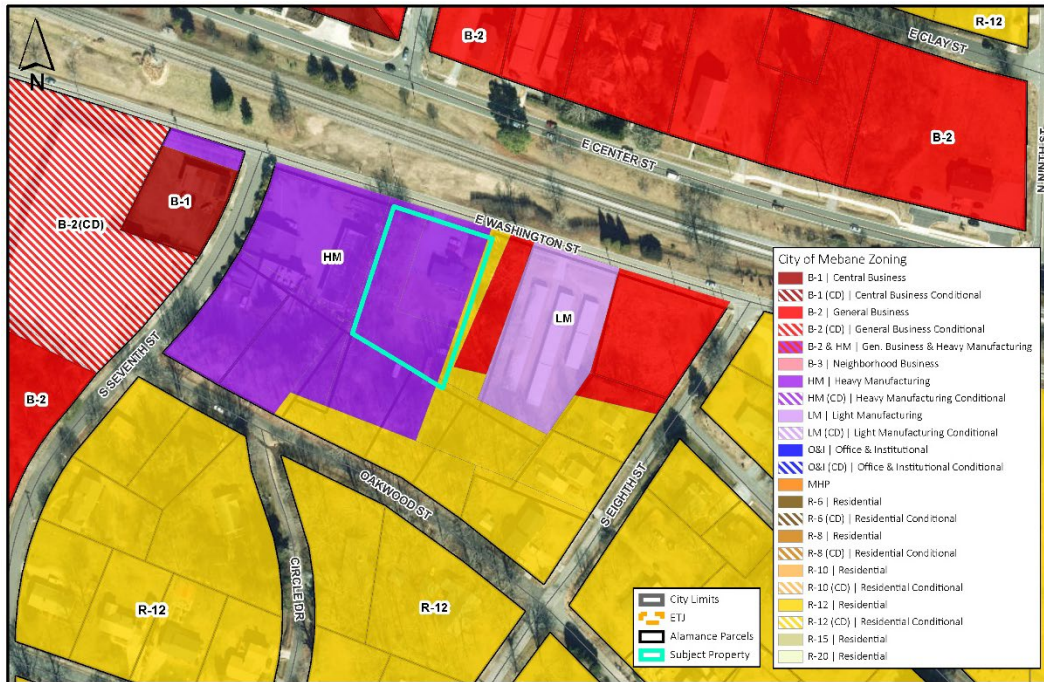 B-2
R-12
E CLAY ST
N
E CENTER ST
B-2
N NINTH ST
B-1
B-2(CD)
E WASHINGTON ST
HM
LM
S SEVENTH ST
B-2
OAKWOOD ST
S EIGHTH ST
CIRCLE DR
R-12
R-12
City of Mebane Zoning
B-1 | Central Business
B-1 (CD) | Central Business Conditional
B-2 | General Business
B-2 (CD) | General Business Conditional
B-2 & HM | Gen. Business & Heavy Manufacturing
B-3 | Neighborhood Business
HM | Heavy Manufacturing
HM (CD) | Heavy Manufacturing Conditional
LM | Light Manufacturing
LM (CD) | Light Manufacturing Conditional
O&I | Office & Institutional
O&I (CD) | Office & Institutional Conditional
MHP
R-6 | Residential
R-6 (CD) | Residential Conditional
R-8 | Residential
R-8 (CD) | Residential Conditional
R-10 | Residential
R-10 (CD) | Residential Conditional
R-12 | Residential
R-12 (CD) | Residential Conditional
R-15 | Residential
R-20 | Residential
City Limits
ETJ
Alamance Parcels
Subject Property